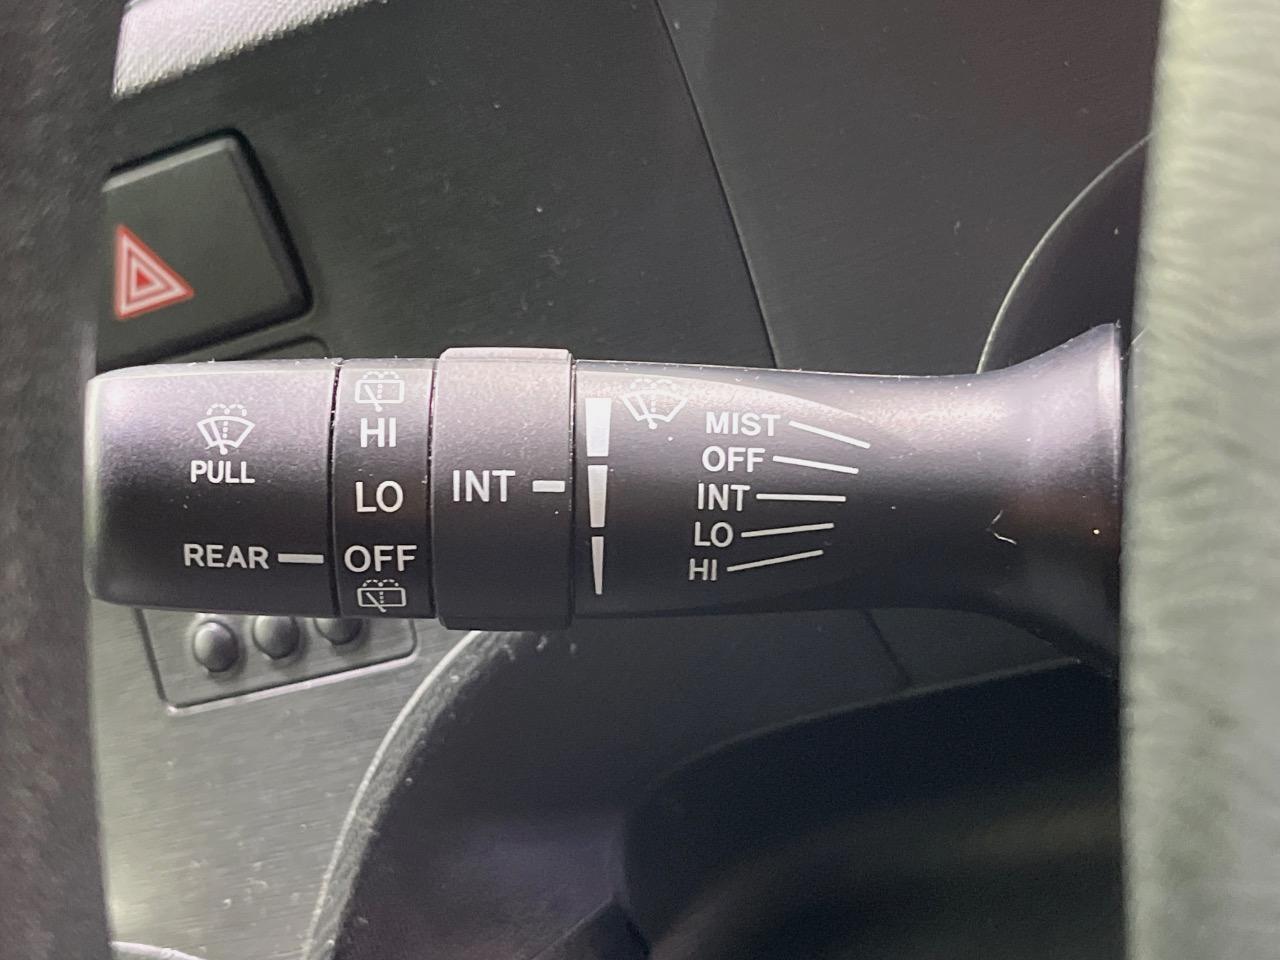 PULL
REAR
HI
LO
OFF
INT
MIST
OFF
INT
LO
HI